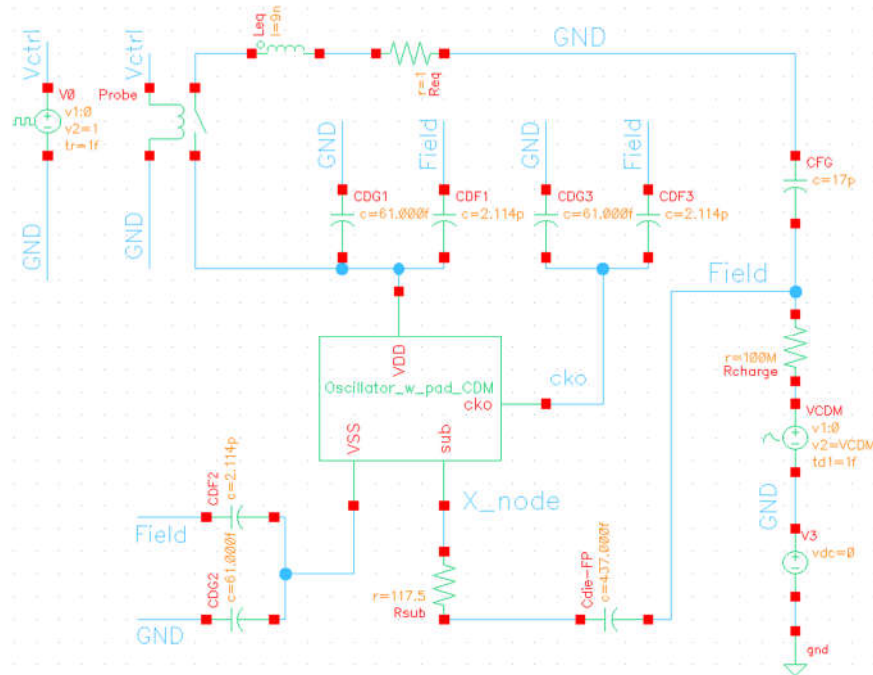 Vctrl
V0
v1:0
v2=1
tr=1f
GND
Vctrl
Probe
GND
Leq
l=9n
r=1
Req
GND
GND
CDG1
c=61.000f
Field
CDF1
c=2.114p
GND
CDG3
c=61.000f
Field
CDF3
c=2.114p
CFG
c=17p
Field
r=100M
Rcharge
VCDM
v1:0
v2=VCDM
td1=1f
GND
V3
vdc=0
gnd
VDD
Oscillator_w_pad_CDM
cko
cko
VSS
sub
X_node
CDF2
c=2.114p
Field
CDG2
c=61.000f
GND
r=117.5
Rsub
Cdie-FP
c=437.000f